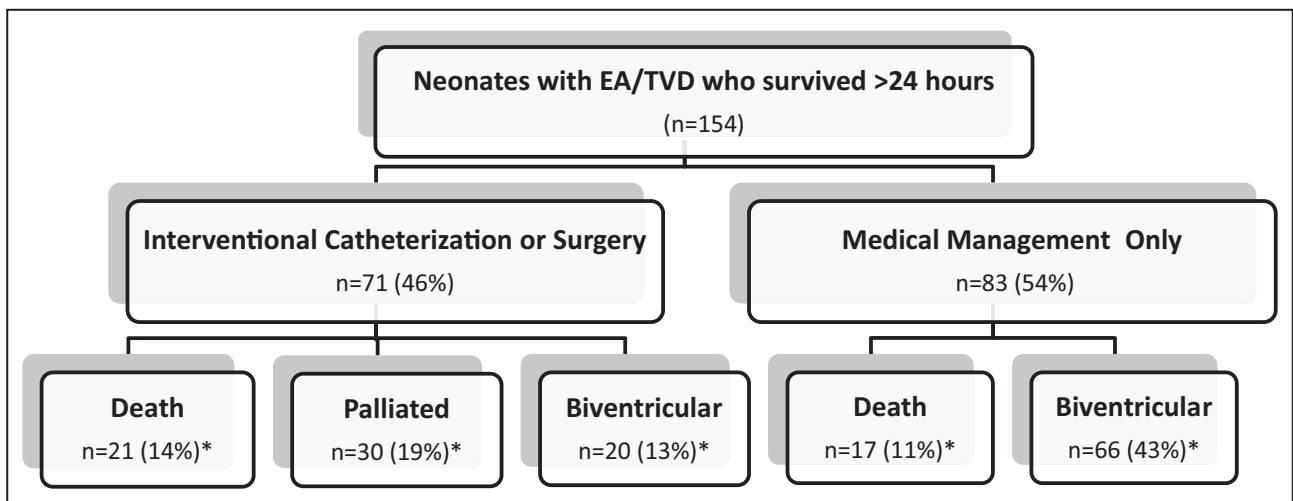 Neonates with EA/TVD who survived >24 hours
(n=154)
Interventional Catheterization or Surgery
n=71 (46%)
Medical Management Only
n=83 (54%)
Death
n=21 (14%)*
Palliated
n=30 (19%)*
Biventricular
n=20 (13%)*
Death
n=17 (11%)*
Biventricular
n=66 (43%)*